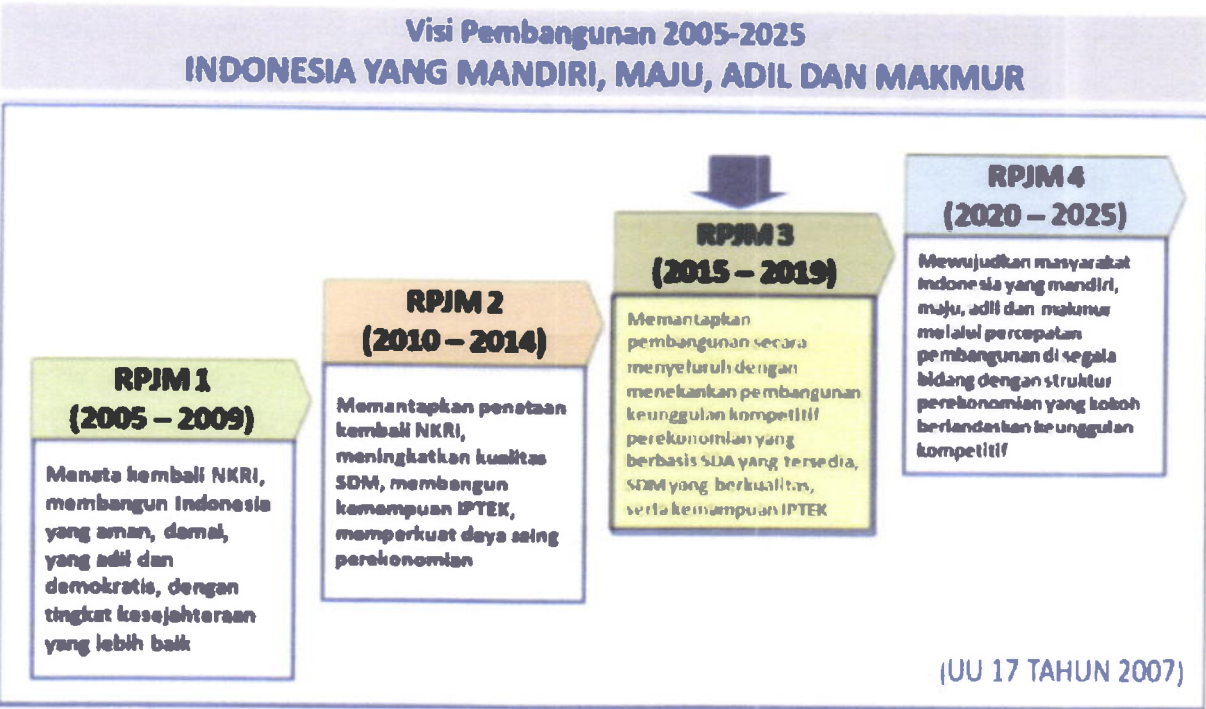 Visi Pembangunan 2005-2025
INDONESIA YANG MANDIRI, MAJU, ADIL DAN MAKMUR
RPJM 1
(2005 – 2009)
Menata kembali NKRI,
membangun Indonesia
yang aman, damai,
yang adil dan
demokratis, dengan
tingkat kesejahteraan
yang lebih baik
RPJM 2
(2010 – 2014)
Memantapkan penataan
kembali NKRI,
meningkatkan kualitas
SDM, membangun
kemampuan IPTEK,
memperkuat daya saing
perekonomian
RPJM 3
(2015 – 2019)
Memantapkan
pembangunan secara
menyeluruh dengan
menekankan pembangunan
keunggulan kompetitif
perekonomian yang
berbasis SDA yang tersedia,
SDM yang berkualitas,
serta kemampuan IPTEK
RPJM 4
(2020 – 2025)
Mewujudkan masyarakat
Indonesia yang mandiri,
maju, adil dan makmur
melalui percepatan
pembangunan di segala
bidang dengan struktur
perekonomian yang kokoh
berlandaskan keunggulan
kompetitif
(UU 17 TAHUN 2007)